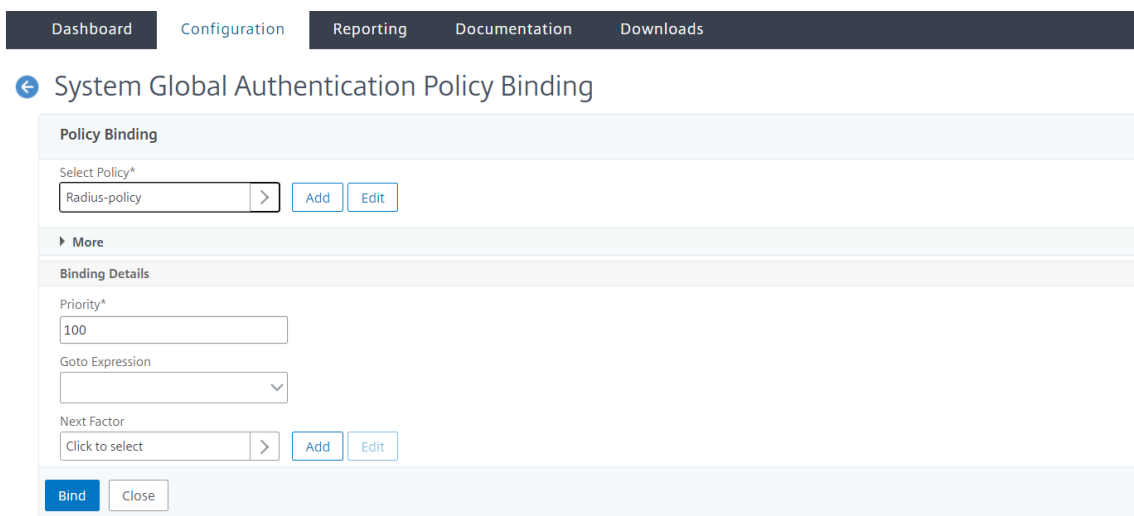 Dashboard Configuration Reporting Documentation Downloads
System Global Authentication Policy Binding
Policy Binding
Select Policy*
Radius-policy Add Edit
More
Binding Details
Priority*
100
Goto Expression
Next Factor
Click to select Add Edit
Bind Close